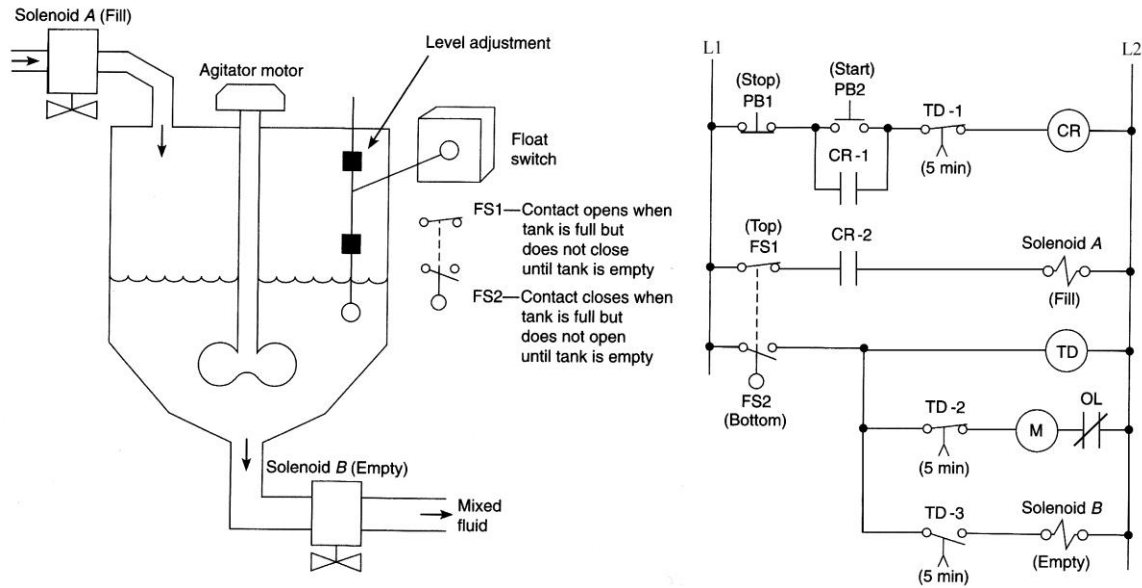 Solenoid A (Fill)
Agitator motor
Level adjustment
Float
switch
FS1—Contact opens when
tank is full but
does not close
until tank is empty
FS2—Contact closes when
tank is full but
does not open
until tank is empty
Solenoid B (Empty)
Mixed
fluid
L1
L2
(Stop)
PB1
(Start)
PB2
TD-1
(5 min)
CR
CR-1
(Top)
FS1
CR-2
Solenoid A
(Fill)
TD
FS2
(Bottom)
TD-2
(5 min)
M
OL
TD-3
(5 min)
Solenoid B
(Empty)